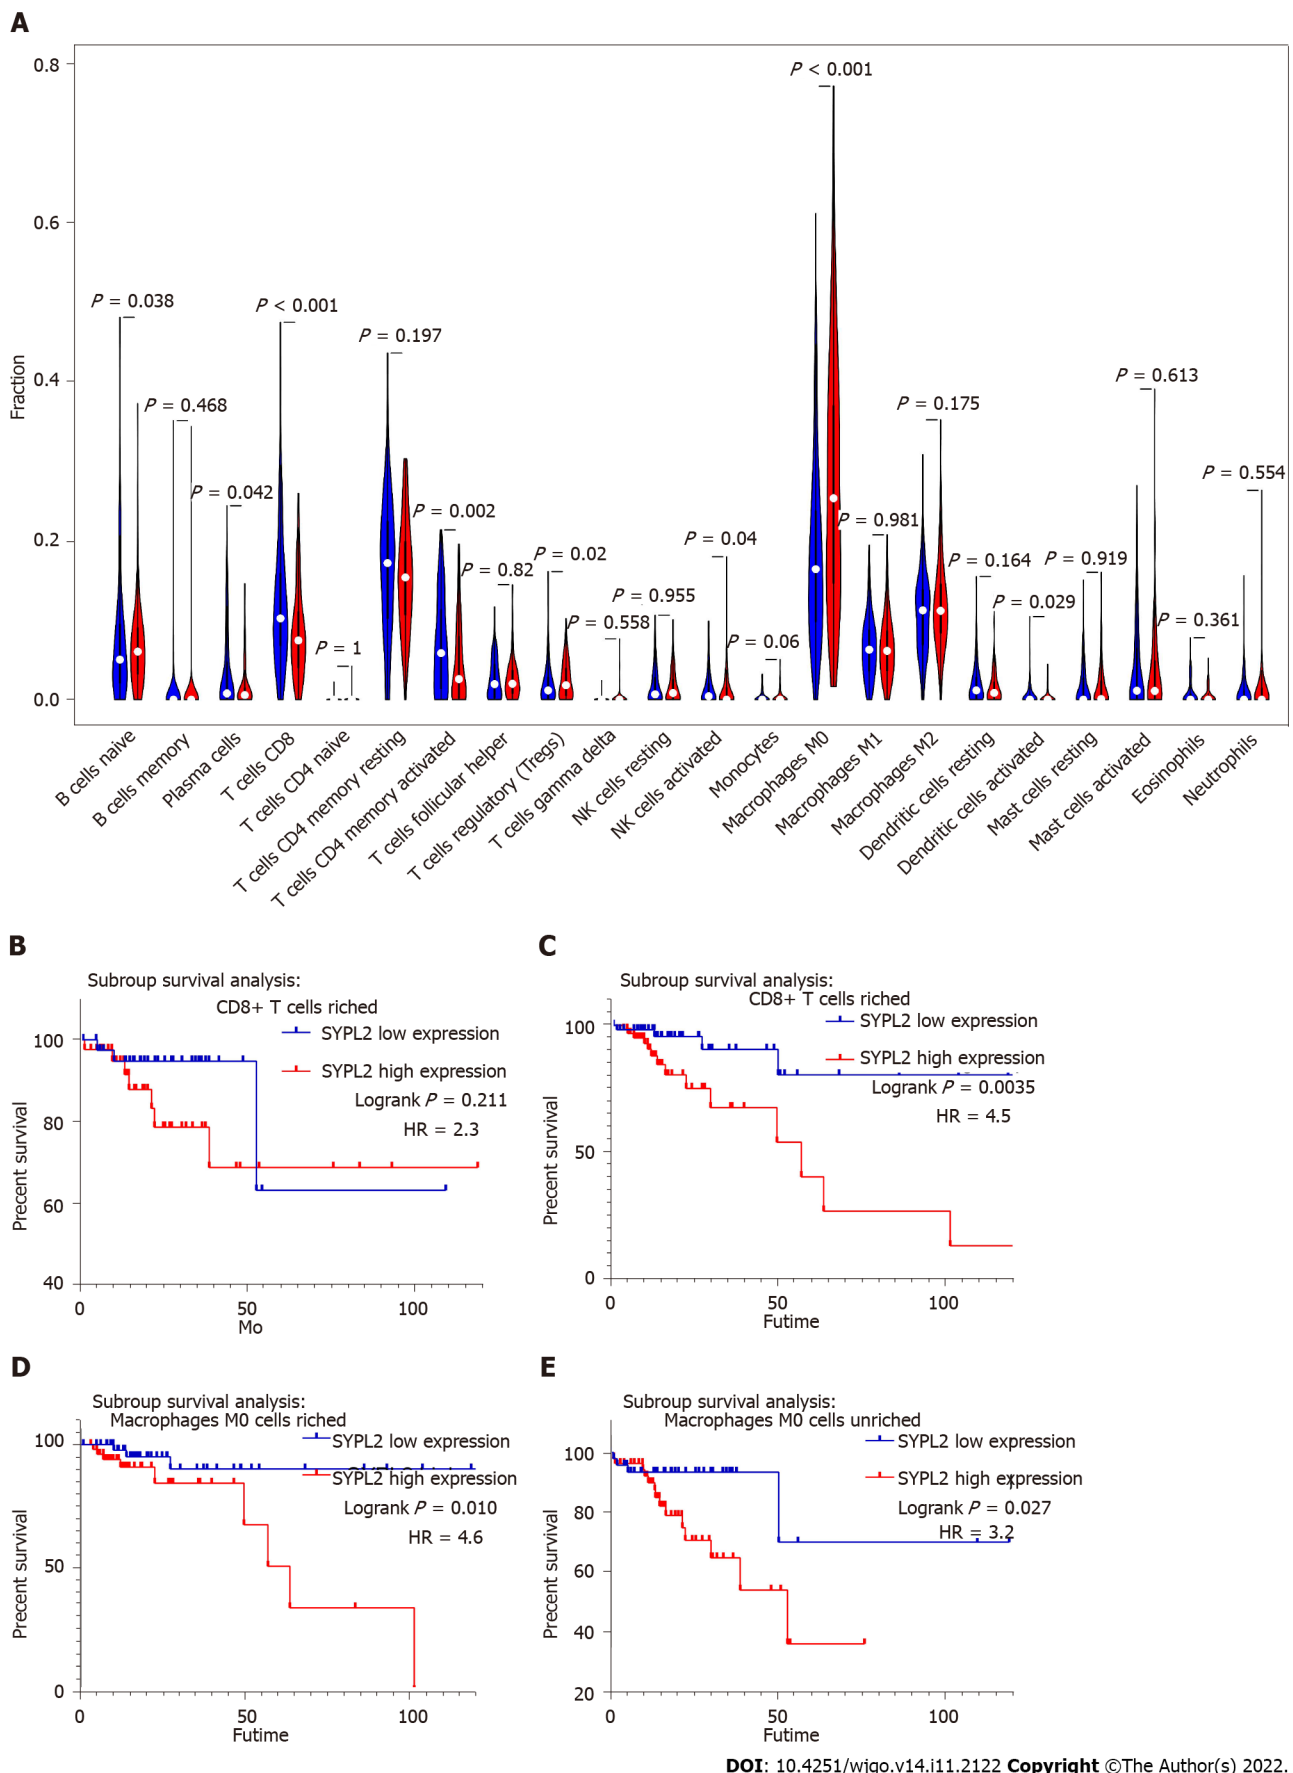 A
0.8
0.6
0.4
0.2
0.0
Fraction
P < 0.001
P = 0.038
P < 0.001
P = 0.197
P = 0.468
P = 0.613
P = 0.175
P = 0.042
P = 0.002
P = 0.554
P = 0.981
P = 0.04
P = 0.82
P = 0.02
P = 0.164
P = 0.919
P = 0.955
P = 0.029
P = 0.558
P = 0.361
P = 1
P = 0.06
B cells naive
B cells memory
Plasma cells
T cells CD8
T cells CD4 naive
T cells CD4 memory resting
T cells CD4 memory activated
T cells follicular helper
T cells regulatory (Tregs)
T cells gamma delta
NK cells resting
NK cells activated
Monocytes
Macrophages M0
Macrophages M1
Macrophages M2
Dendritic cells resting
Dendritic cells activated
Mast cells resting
Mast cells activated
Eosinophils
Neutrophils
B
Subroup survival analysis:
CD8+ T cells riched
SYPL2 low expression
SYPL2 high expression
Logrank P = 0.211
HR = 2.3
Precent survival
100
80
60
40
0
50
100
Mo
C
Subroup survival analysis:
CD8+ T cells riched
SYPL2 low expression
SYPL2 high expression
Logrank P = 0.0035
HR = 4.5
Precent survival
100
50
0
0
50
100
Futime
D
Subroup survival analysis:
Macrophages M0 cells riched
SYPL2 low expression
SYPL2 high expression
Logrank P = 0.010
HR = 4.6
Precent survival
100
50
0
0
50
100
Futime
E
Subroup survival analysis:
Macrophages M0 cells unriched
SYPL2 low expression
SYPL2 high expression
Logrank P = 0.027
HR = 3.2
Precent survival
100
80
60
40
20
0
50
100
Futime
DOI: 10.4251/wjgo.v14.i11.2122 Copyright ©The Author(s) 2022.